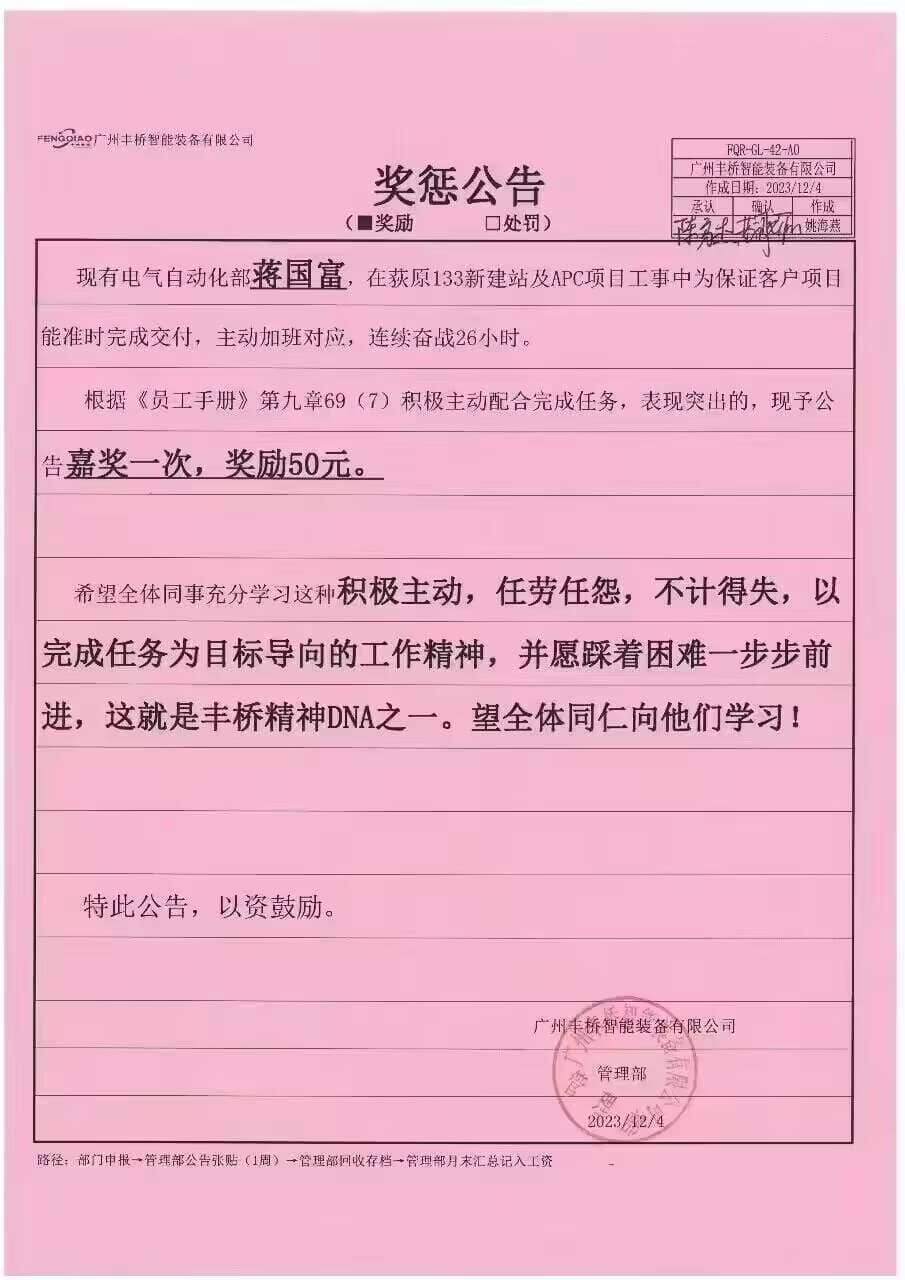 FENGQIAO 广州丰桥智能装备有限公司
FQR-GL-42-A0
广州丰桥智能装备有限公司
作成日期: 2023/12/4
承认 确认 作成
姚海燕
奖惩公告
（■奖励 □处罚）
现有电气自动化部蒋国富，在荻原133新建站及APC项目工事中为保证客户项目
能准时完成交付，主动加班对应，连续奋战26小时。
根据《员工手册》第九章69（7）积极主动配合完成任务，表现突出的，现予公
告嘉奖一次，奖励50元。
希望全体同事充分学习这种积极主动，任劳任怨，不计得失，以
完成任务为目标导向的工作精神，并愿踩着困难一步步前
进，这就是丰桥精神DNA之一。望全体同仁向他们学习！
特此公告，以资鼓励。
广州丰桥智能装备有限公司
管理部
2023/12/4
路径：部门申报→管理部公告张贴（1周）→管理部回收存档→管理部月末汇总记入工资